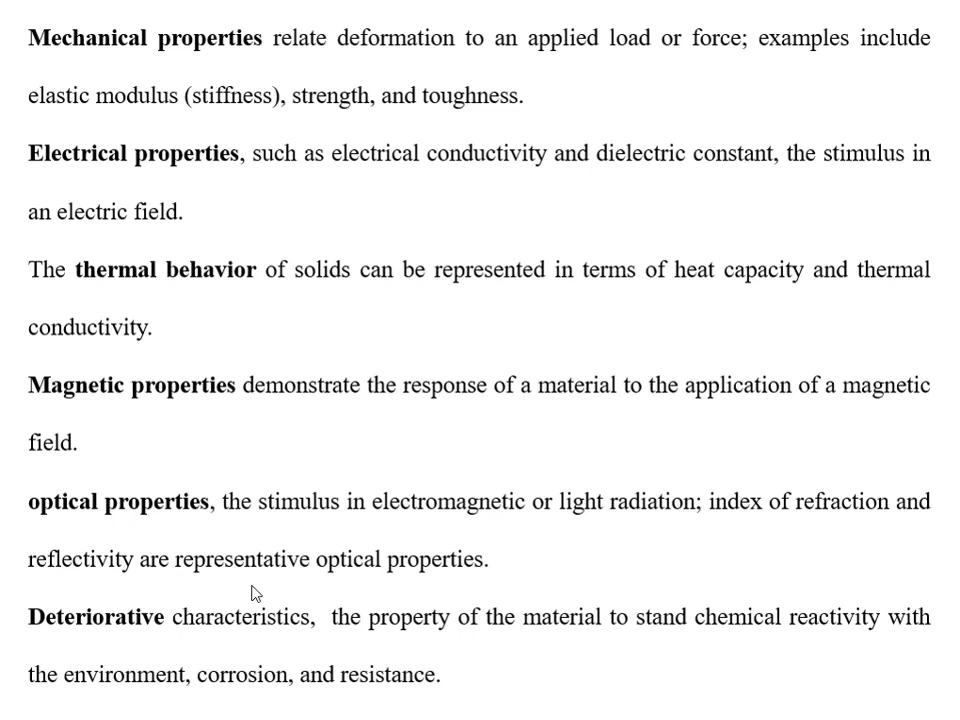 Mechanical properties relate deformation to an applied load or force; examples include
elastic modulus (stiffness), strength, and toughness.
Electrical properties, such as electrical conductivity and dielectric constant, the stimulus in
an electric field.
The thermal behavior of solids can be represented in terms of heat capacity and thermal
conductivity.
Magnetic properties demonstrate the response of a material to the application of a magnetic
field.
optical properties, the stimulus in electromagnetic or light radiation; index of refraction and
reflectivity are representative optical properties.
Deteriorative characteristics,  the property of the material to stand chemical reactivity with
the environment, corrosion, and resistance.